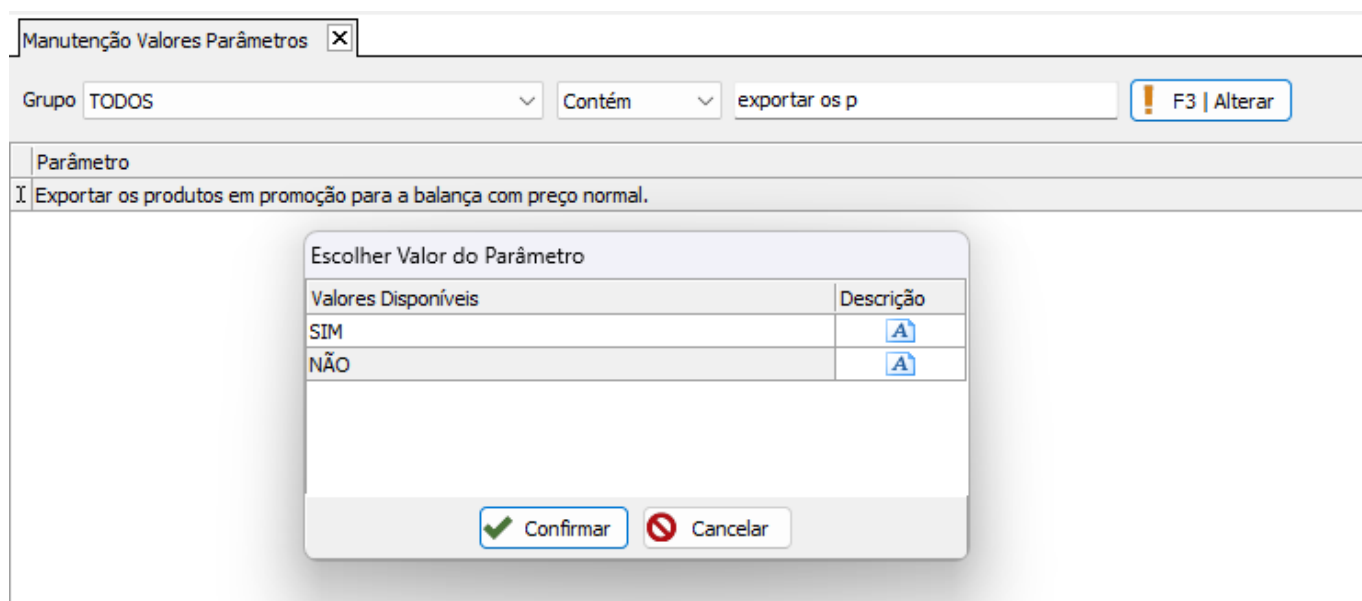 Manutenção Valores Parâmetros
Grupo TODOS Contém exportar os p F3 | Alterar
Parâmetro
Exportar os produtos em promoção para a balança com preço normal.
Escolher Valor do Parâmetro
Valores Disponíveis Descrição
SIM A
NÃO A
Confirmar Cancelar